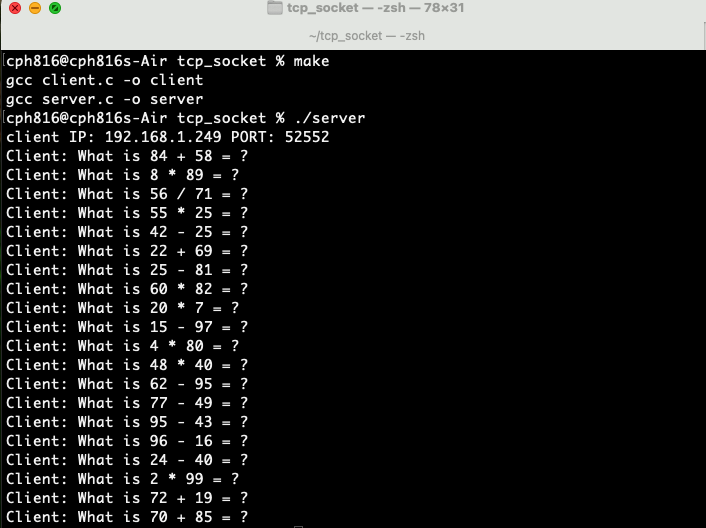 tcp_socket — -zsh — 78×31
~/tcp_socket — -zsh
[cph816@cph816s-Air tcp_socket % make
gcc client.c -o client
gcc server.c -o server
[cph816@cph816s-Air tcp_socket % ./server
client IP: 192.168.1.249 PORT: 52552
Client: What is 84 + 58 = ?
Client: What is 8 * 89 = ?
Client: What is 56 / 71 = ?
Client: What is 55 * 25 = ?
Client: What is 42 - 25 = ?
Client: What is 22 + 69 = ?
Client: What is 25 - 81 = ?
Client: What is 60 * 82 = ?
Client: What is 20 * 7 = ?
Client: What is 15 - 97 = ?
Client: What is 4 * 80 = ?
Client: What is 48 * 40 = ?
Client: What is 62 - 95 = ?
Client: What is 77 - 49 = ?
Client: What is 95 - 43 = ?
Client: What is 96 - 16 = ?
Client: What is 24 - 40 = ?
Client: What is 2 * 99 = ?
Client: What is 72 + 19 = ?
Client: What is 70 + 85 = ?